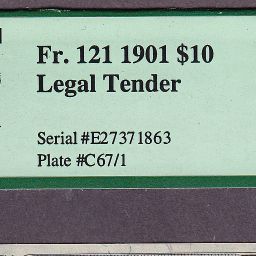 Fr. 121 1901 $10
Legal Tender
Serial #E27371863
Plate #C67/1